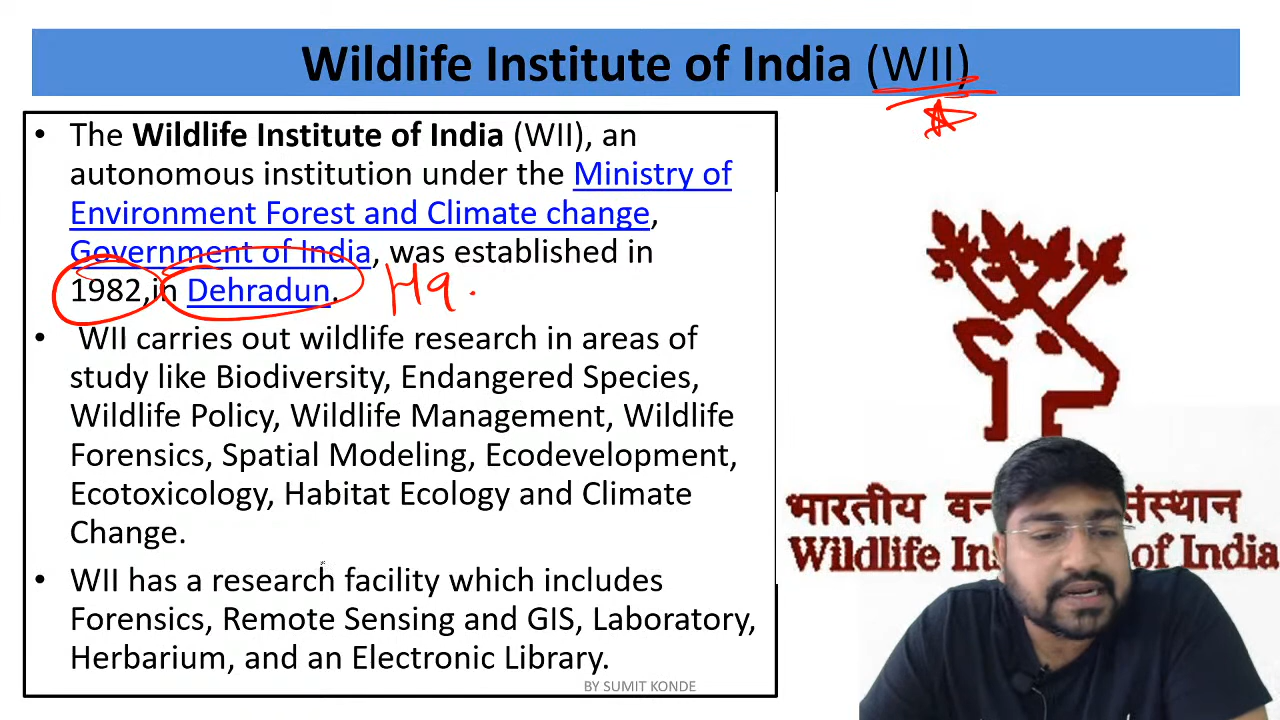 Wildlife Institute of India (WII)
• The Wildlife Institute of India (WII), an
autonomous institution under the Ministry of
Environment Forest and Climate change,
Government of India, was established in
1982,in Dehradun. Hq.
• WII carries out wildlife research in areas of
study like Biodiversity, Endangered Species,
Wildlife Policy, Wildlife Management, Wildlife
Forensics, Spatial Modeling, Ecodevelopment,
Ecotoxicology, Habitat Ecology and Climate
Change.
• WII has a research facility which includes
Forensics, Remote Sensing and GIS, Laboratory,
Herbarium, and an Electronic Library.
BY SUMIT KONDE
भारतीय संस्थान
Wildlife of India